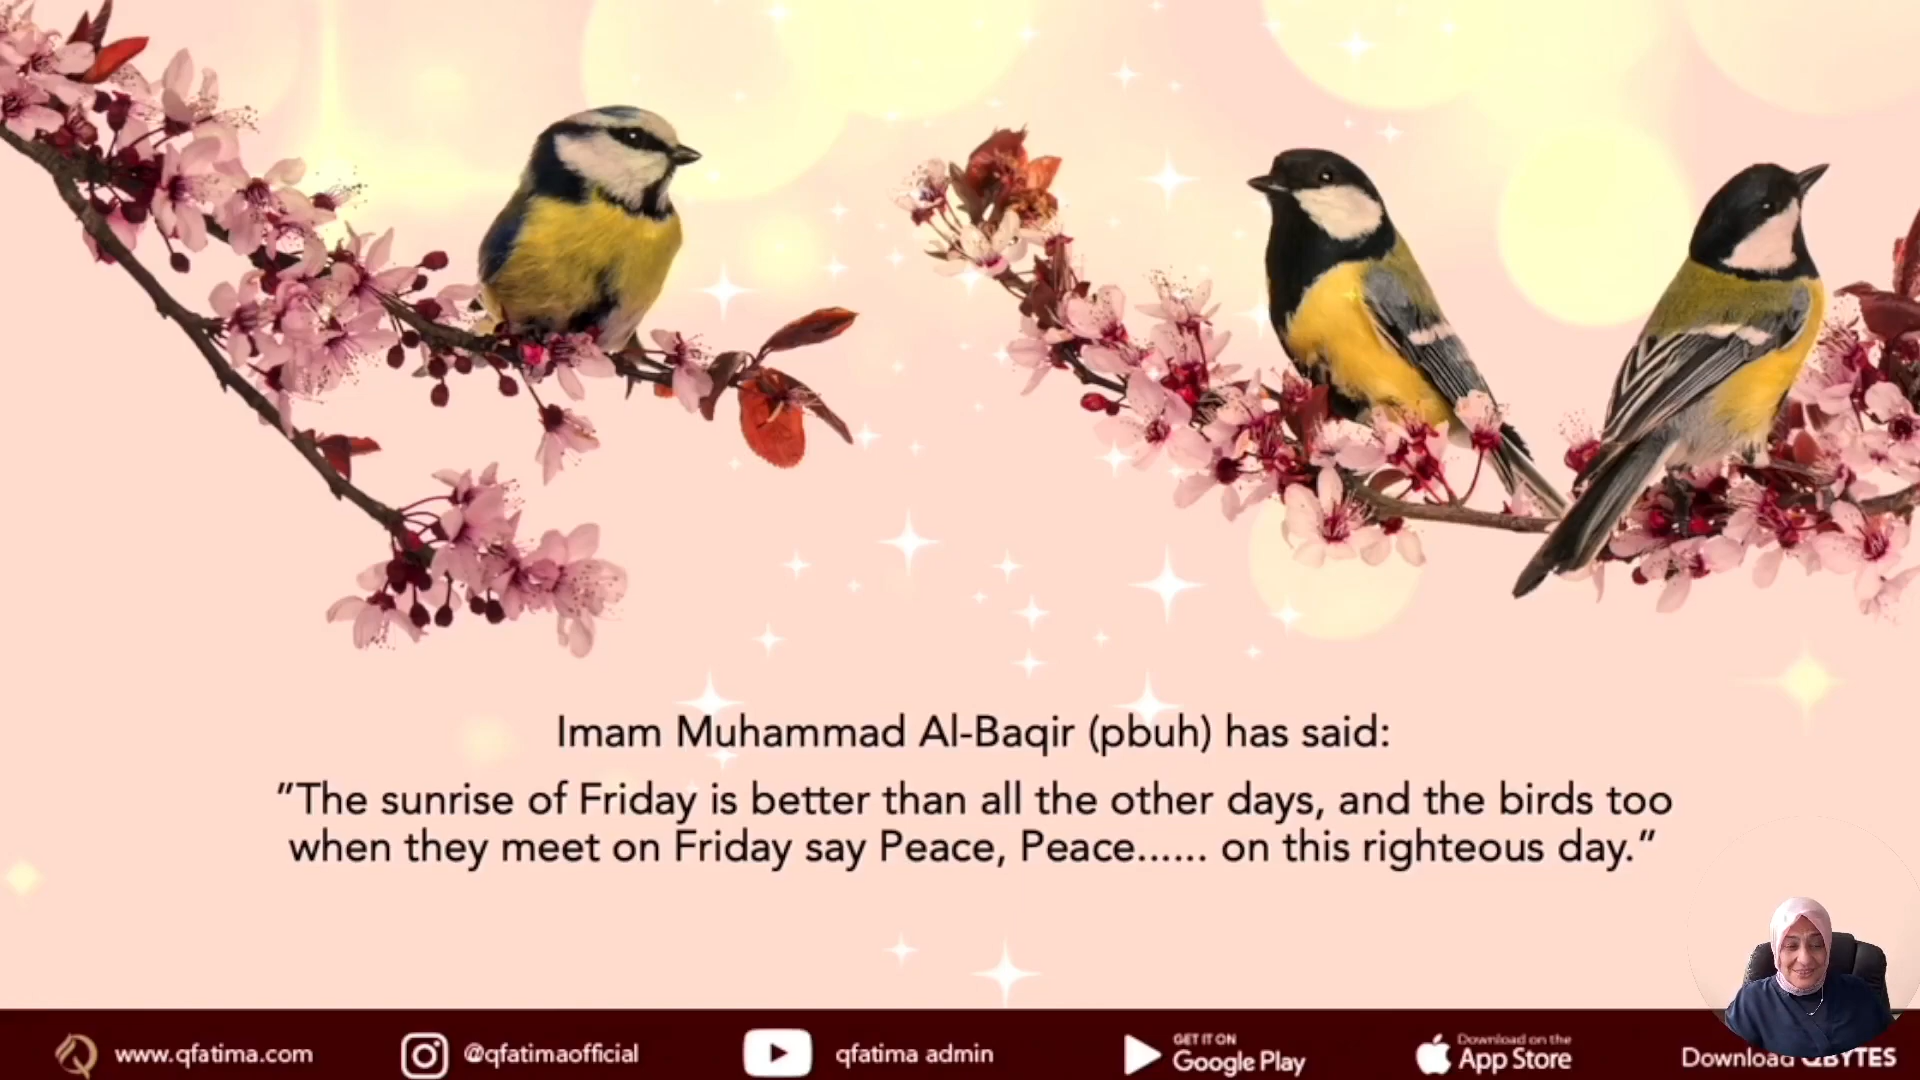 Imam Muhammad Al-Baqir (pbuh) has said:
"The sunrise of Friday is better than all the other days, and the birds too
when they meet on Friday say Peace, Peace...... on this righteous day."
www.qfatima.com
@qfatimaofficial
qfatima admin
GET IT ON
Google Play
Download on the
App Store
Download QBYTES